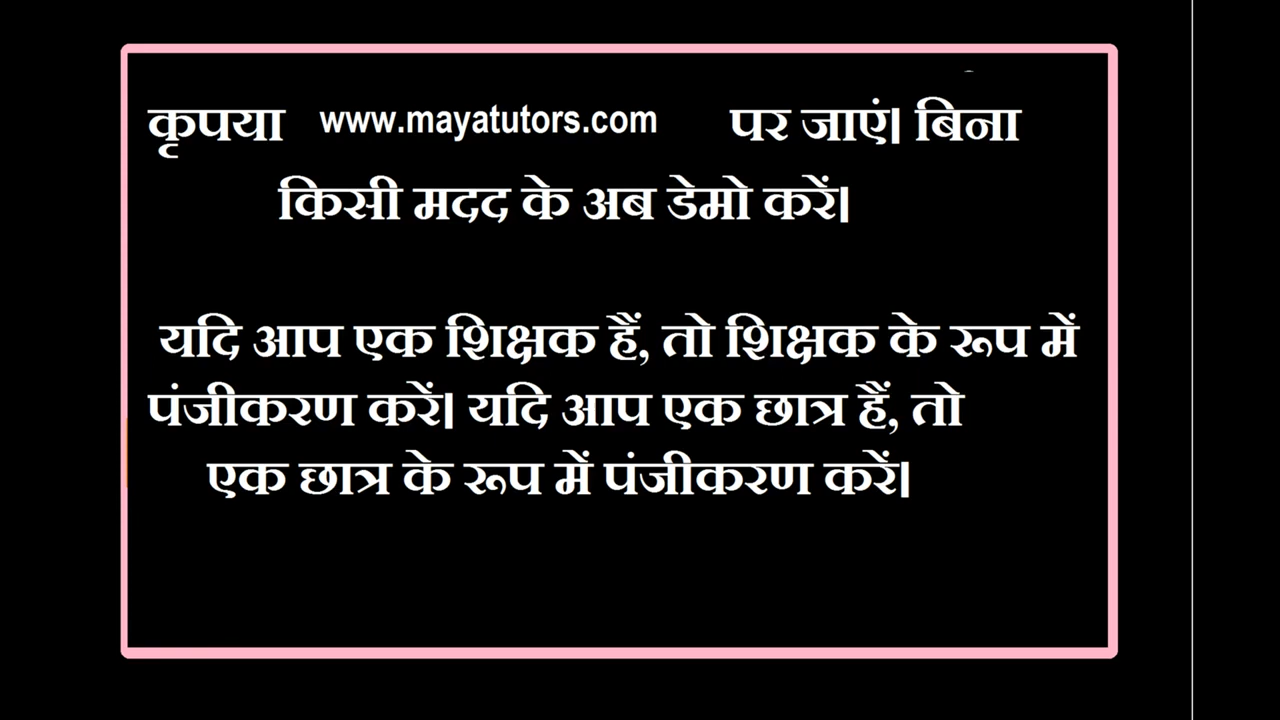 कृपया www.mayatutors.com पर जाएं। बिना
किसी मदद के अब डेमो करें।
यदि आप एक शिक्षक हैं, तो शिक्षक के रूप में
पंजीकरण करें। यदि आप एक छात्र हैं, तो
एक छात्र के रूप में पंजीकरण करें।